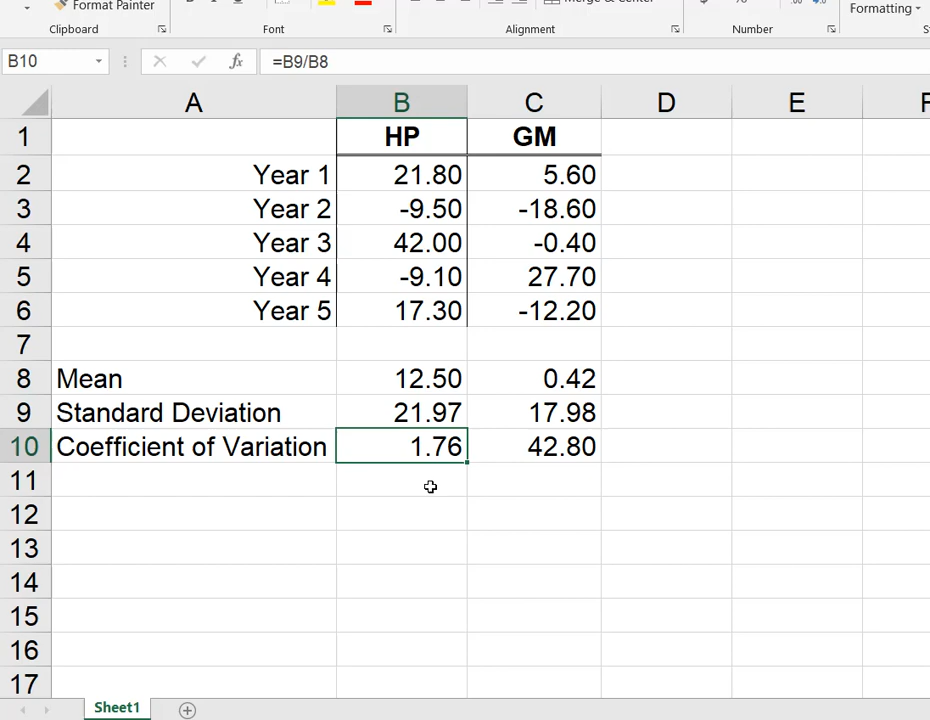 Format Painter
Merge & Center
$ %
Formatting
Clipboard Font Alignment Number
B10 fx =B9/B8
A B C D E F
1 HP GM
2 Year 1 21.80 5.60
3 Year 2 -9.50 -18.60
4 Year 3 42.00 -0.40
5 Year 4 -9.10 27.70
6 Year 5 17.30 -12.20
7
8 Mean 12.50 0.42
9 Standard Deviation 21.97 17.98
10 Coefficient of Variation 1.76 42.80
11
12
13
14
15
16
17
Sheet1